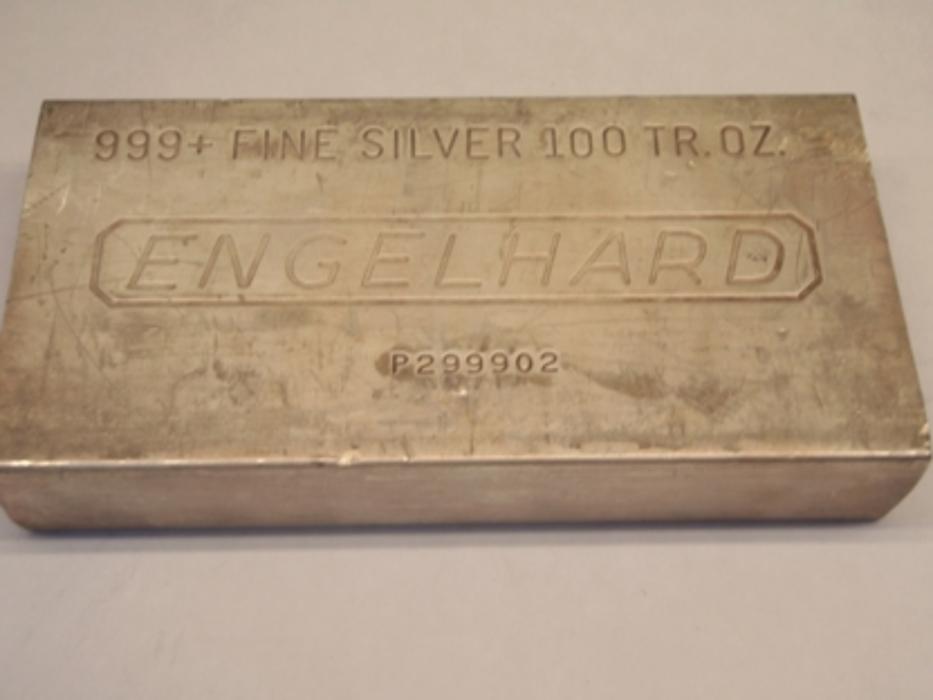 999+ FINE SILVER 100 TR. OZ.
ENGELHARD
P299902